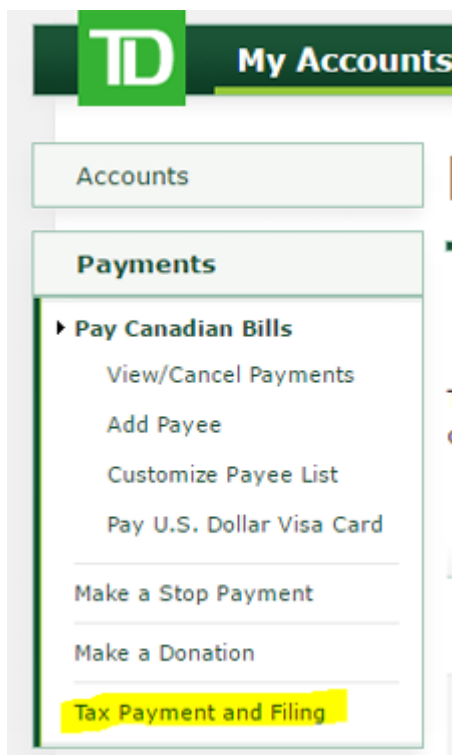 TD
My Accounts
Accounts
Payments
Pay Canadian Bills
View/Cancel Payments
Add Payee
Customize Payee List
Pay U.S. Dollar Visa Card
Make a Stop Payment
Make a Donation
Tax Payment and Filing